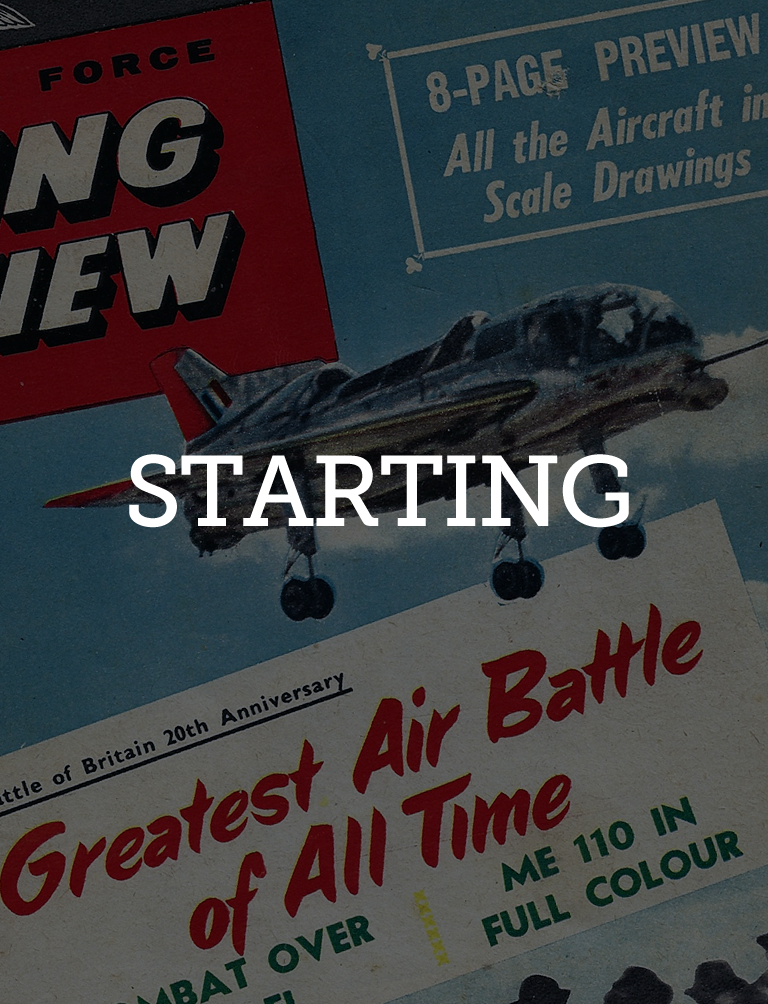 FORCE
NG
IEW
8-PAGE PREVIEW
All the Aircraft in
Scale Drawings
STARTING
ttle of Britain 20th Anniversary
Greatest Air Battle
of All Time
ME 110 IN
FULL COLOUR
MBAT OVER